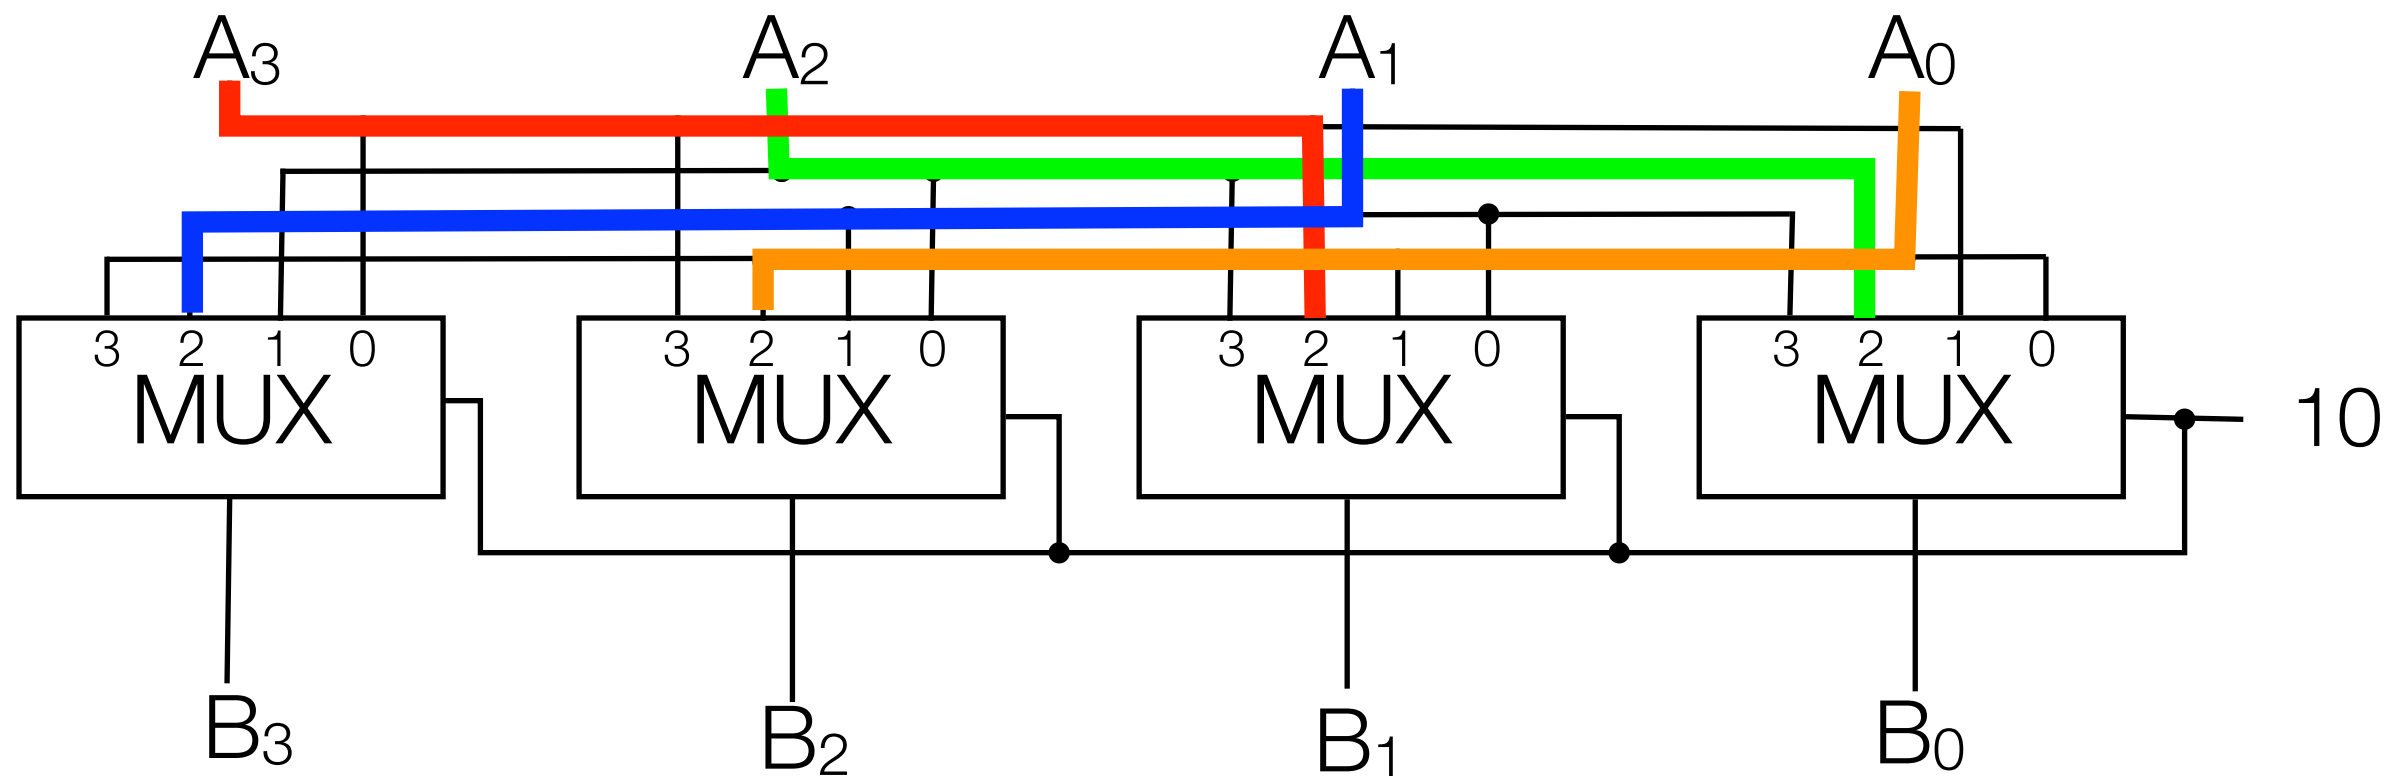 A3 A2 A1 A0
3 2 1 0 3 2 1 0 3 2 1 0 3 2 1 0
MUX MUX MUX MUX 10
B3 B2 B1 B0